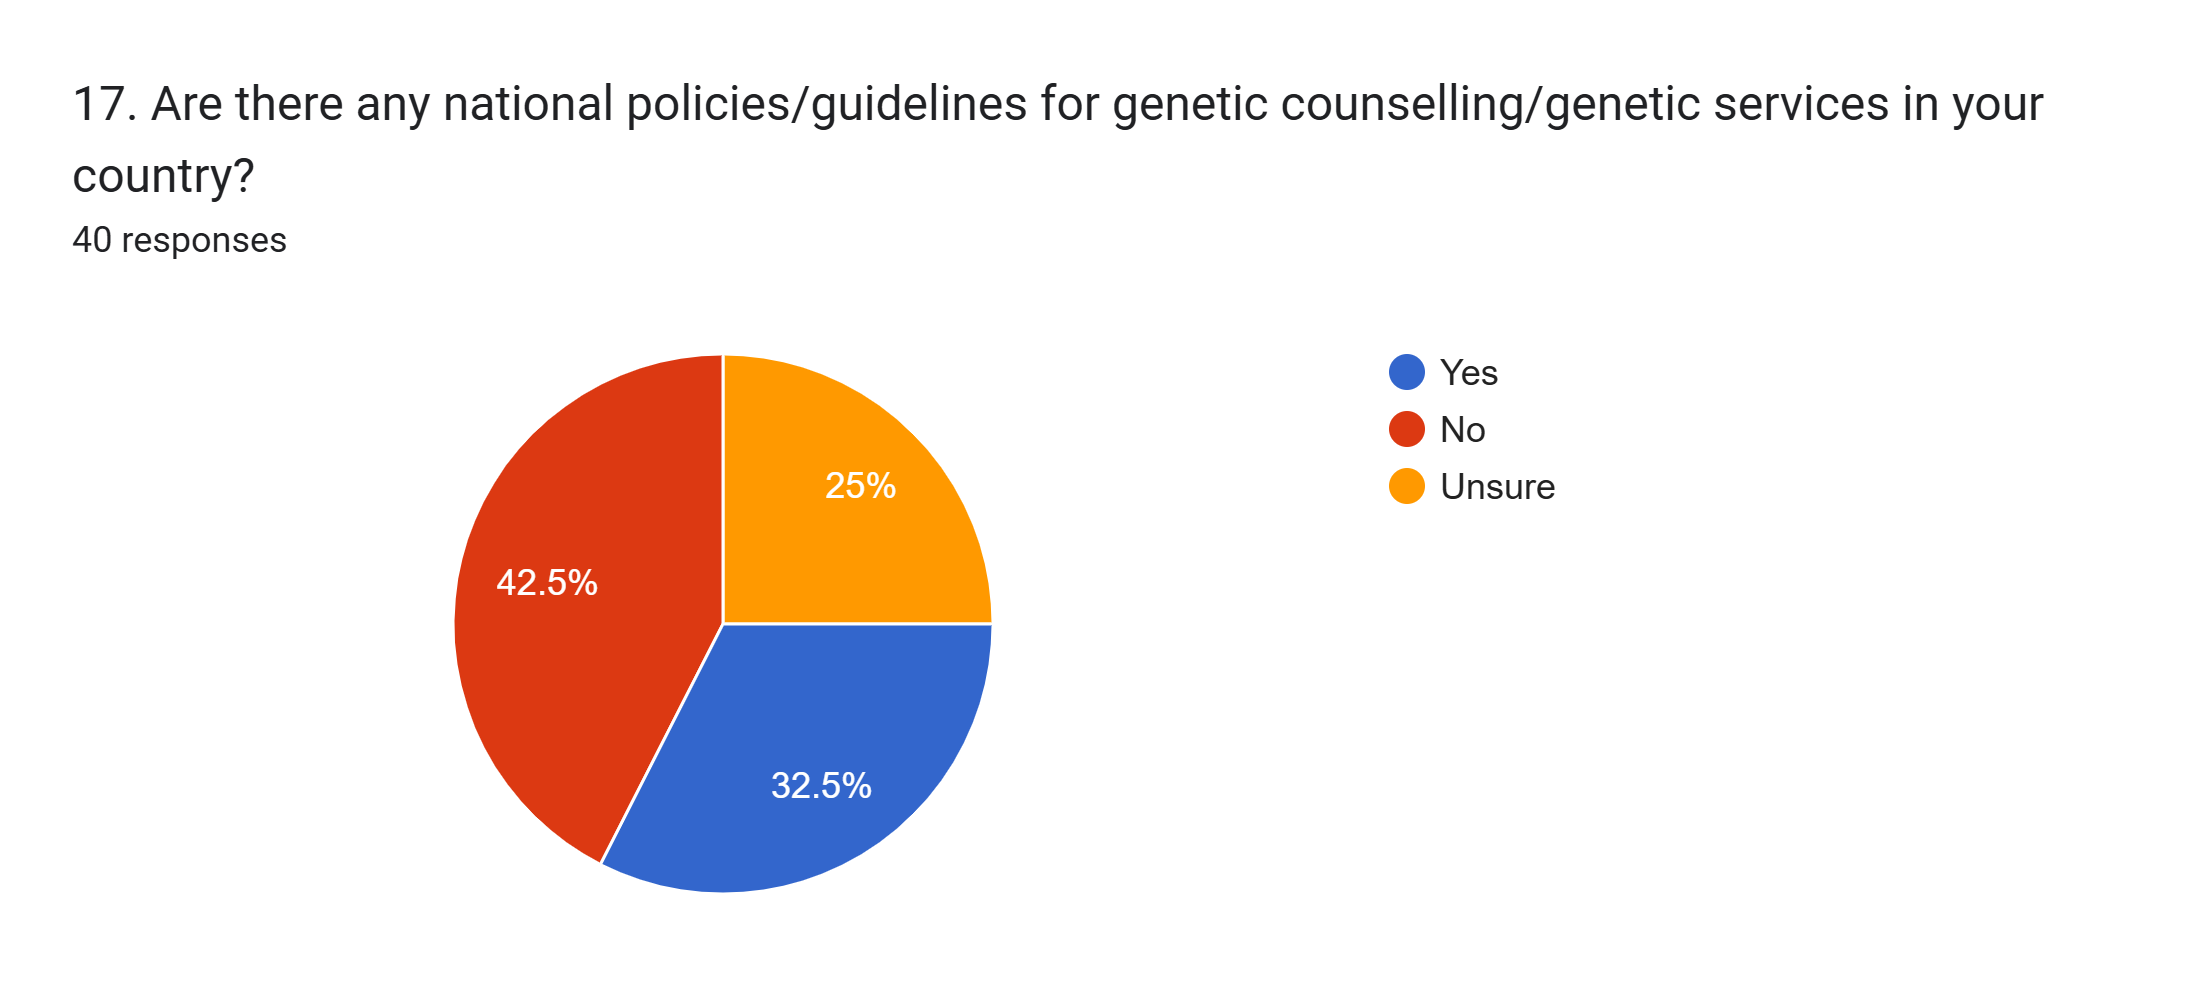 17. Are there any national policies/guidelines for genetic counselling/genetic services in your
country?
40 responses
Yes
No
Unsure
25%
42.5%
32.5%